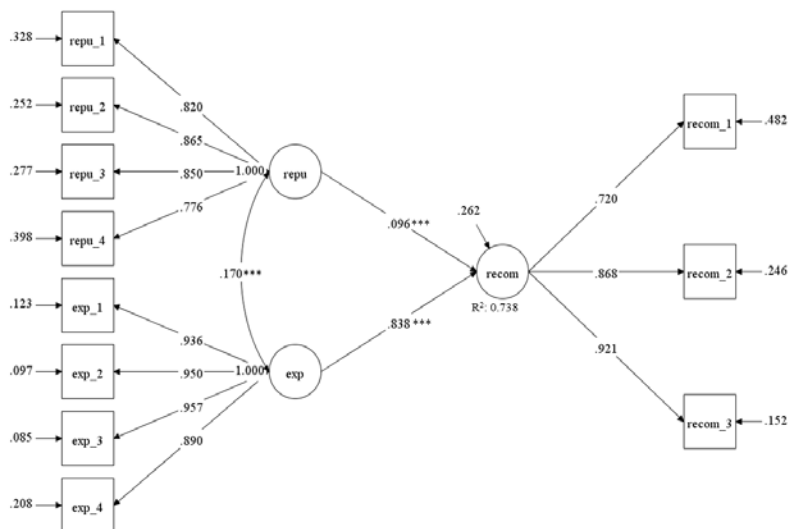 .328 repu_1
.820
.252 repu_2
.865
.277 repu_3 .850 1.000 repu
.776
.398 repu_4
.170***
.123 exp_1
.936
.097 exp_2 .950 1.000 exp
.957
.085 exp_3
.890
.208 exp_4
.096***
.838***
.262
recom
R²: 0.738
.720
recom_1 .482
.868 recom_2 .246
.921
recom_3 .152